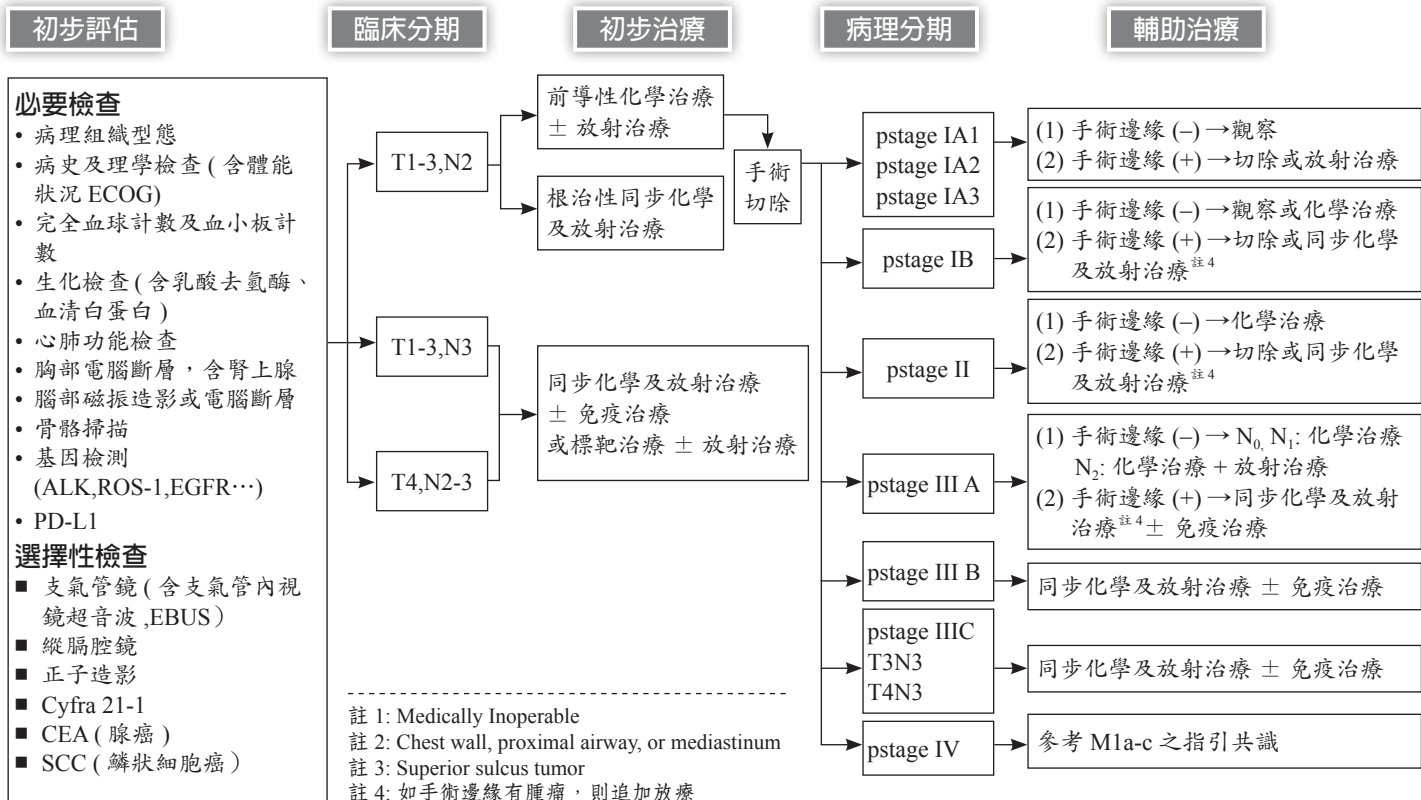 初步評估
臨床分期
初步治療
病理分期
輔助治療
必要檢查
• 病理組織型態
• 病史及理學檢查 ( 含體能
狀況 ECOG)
• 完全血球計數及血小板計
數
• 生化檢查 ( 含乳酸去氫酶、
血清白蛋白 )
• 心肺功能檢查
• 胸部電腦斷層，含腎上腺
• 腦部磁振造影或電腦斷層
• 骨骼掃描
• 基因檢測
(ALK,ROS-1,EGFR⋯)
• PD-L1
選擇性檢查
■ 支氣管鏡 ( 含支氣管內視
鏡超音波 ,EBUS）
■ 縱膈腔鏡
■ 正子造影
■ Cyfra 21-1
■ CEA ( 腺癌 )
■ SCC ( 鱗狀細胞癌）
T1-3,N2
T1-3,N3
T4,N2-3
前導性化學治療
± 放射治療
根治性同步化學
及放射治療
手術
切除
同步化學及放射治療
± 免疫治療
或標靶治療 ± 放射治療
pstage IA1
pstage IA2
pstage IA3
(1) 手術邊緣 (–) →觀察
(2) 手術邊緣 (+) →切除或放射治療
pstage IB
(1) 手術邊緣 (–) →觀察或化學治療
(2) 手術邊緣 (+) →切除或同步化學
及放射治療註 4
pstage II
(1) 手術邊緣 (–) →化學治療
(2) 手術邊緣 (+) →切除或同步化學
及放射治療註 4
pstage III A
(1) 手術邊緣 (–) → N0, N1: 化學治療
N2: 化學治療 + 放射治療
(2) 手術邊緣 (+) →同步化學及放射
治療註 4 ± 免疫治療
pstage III B
同步化學及放射治療 ± 免疫治療
pstage IIIC
T3N3
T4N3
同步化學及放射治療 ± 免疫治療
pstage IV
參考 M1a-c 之指引共識
註 1: Medically Inoperable
註 2: Chest wall, proximal airway, or mediastinum
註 3: Superior sulcus tumor
註 4: 如手術邊緣有腫瘤，則追加放療